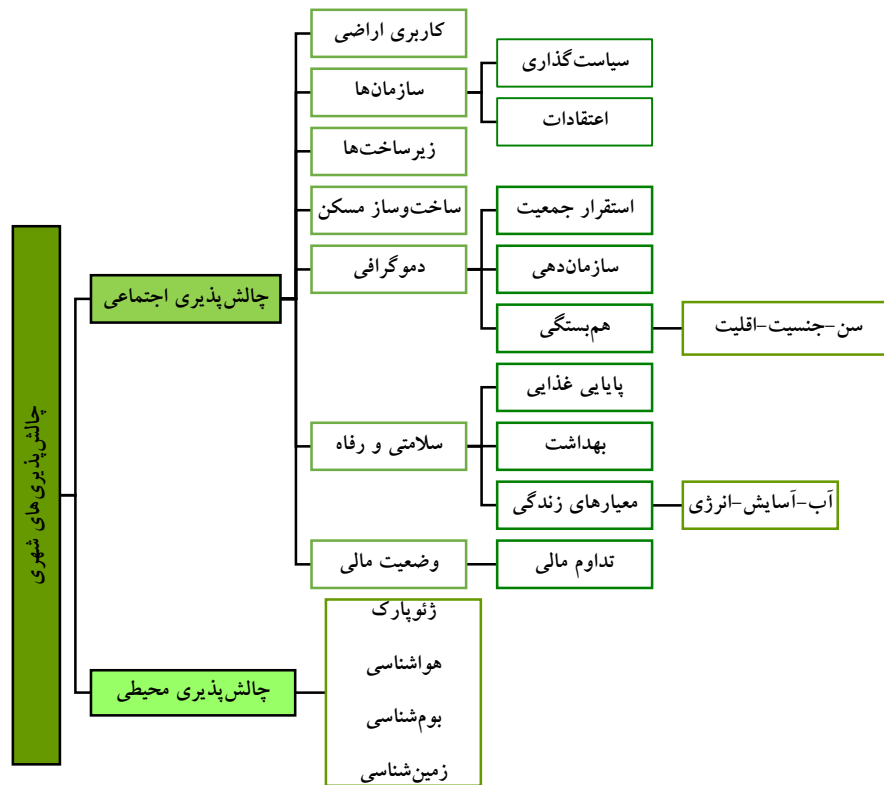 چالش‌پذیری‌های شهری
چالش‌پذیری اجتماعی
کاربری اراضی
سازمان‌ها
سیاست‌گذاری
اعتقادات
زیرساخت‌ها
ساخت‌وساز مسکن
دموگرافی
استقرار جمعیت
سازمان‌دهی
هم‌بستگی
سن-جنسیت-اقلیت
سلامتی و رفاه
پایایی غذایی
بهداشت
معیارهای زندگی
آب-آسایش-انرژی
وضعیت مالی
تداوم مالی
چالش‌پذیری محیطی
ژئوپارک
هواشناسی
بوم‌شناسی
زمین‌شناسی